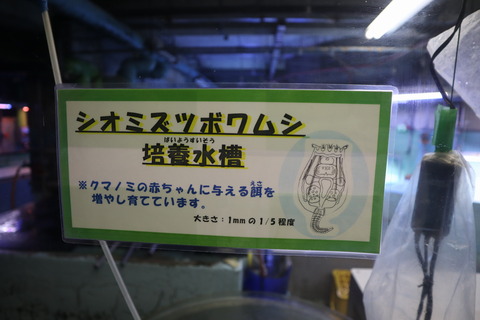 シオミズツボワムシ
ばいようすいそう
培養水槽
えさ
※クマノミの赤ちゃんに与える餌を
増やし育てています。
大きさ：1mmの1/5程度